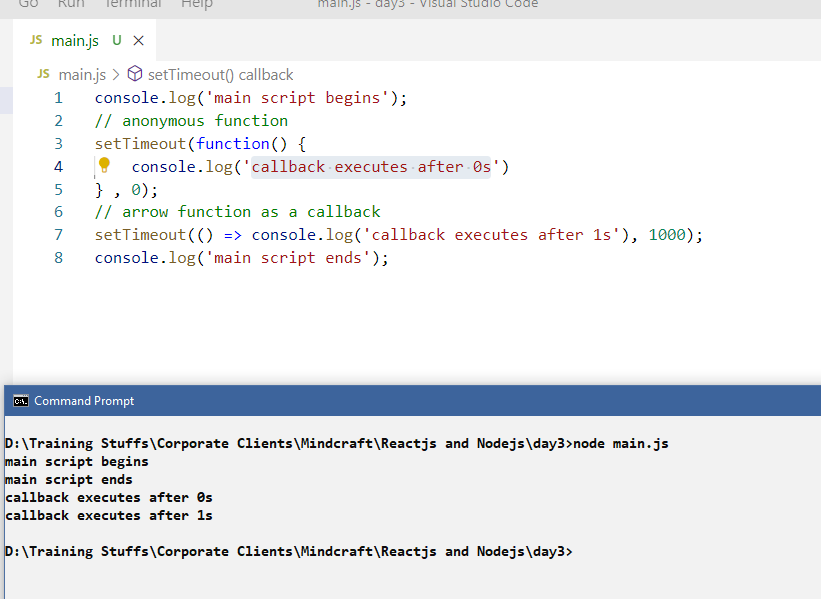 Go Run Terminal Help main.js - day3 - Visual Studio Code
JS main.js U ×
JS main.js > setTimeout() callback
1 console.log('main script begins');
2 // anonymous function
3 setTimeout(function() {
4 console.log('callback executes after 0s')
5 } , 0);
6 // arrow function as a callback
7 setTimeout(() => console.log('callback executes after 1s'), 1000);
8 console.log('main script ends');
C:\. Command Prompt
D:\Training Stuffs\Corporate Clients\Mindcraft\Reactjs and Nodejs\day3>node main.js
main script begins
main script ends
callback executes after 0s
callback executes after 1s
D:\Training Stuffs\Corporate Clients\Mindcraft\Reactjs and Nodejs\day3>